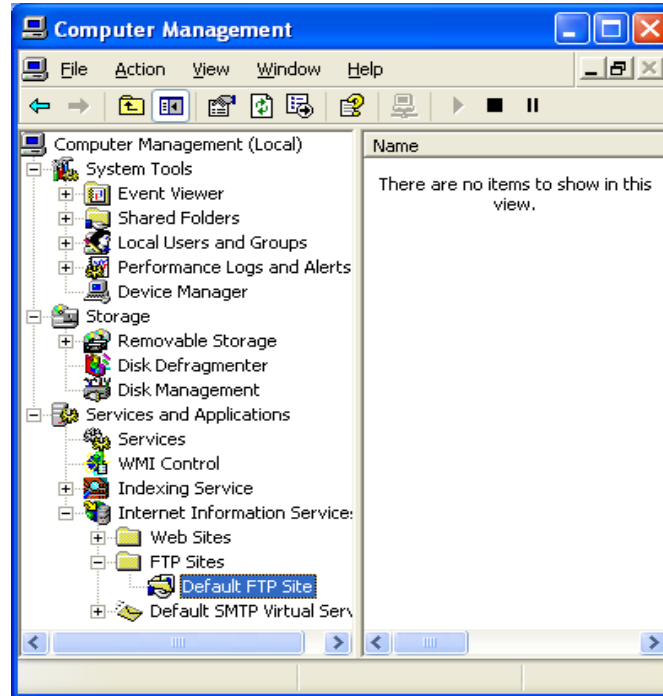 Computer Management
File Action View Window Help
Computer Management (Local)
System Tools
Event Viewer
Shared Folders
Local Users and Groups
Performance Logs and Alerts
Device Manager
Storage
Removable Storage
Disk Defragmenter
Disk Management
Services and Applications
Services
WMI Control
Indexing Service
Internet Information Service
Web Sites
FTP Sites
Default FTP Site
Default SMTP Virtual Serv
Name
There are no items to show in this
view.